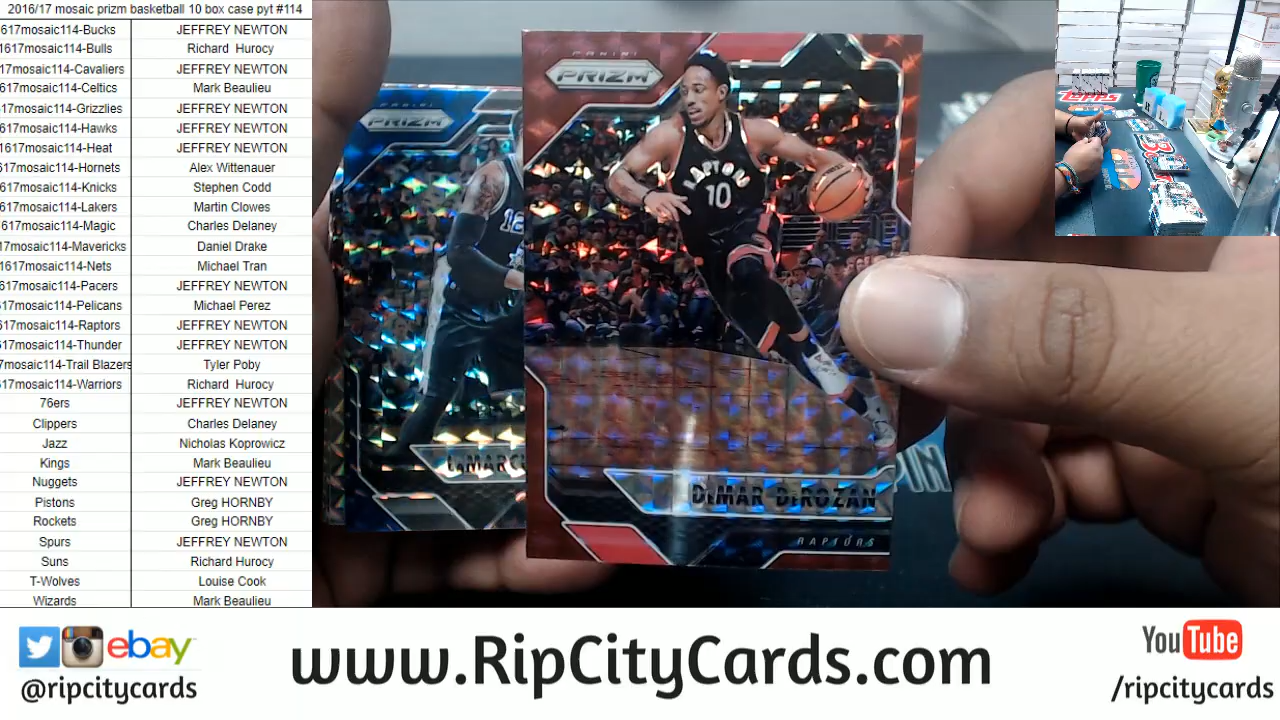 2016/17 mosaic prizm basketball 10 box case pyt #114
617mosaic114-Bucks JEFFREY NEWTON
1617mosaic114-Bulls Richard Hurocy
17mosaic114-Cavaliers JEFFREY NEWTON
617mosaic114-Celtics Mark Beaulieu
617mosaic114-Grizzlies JEFFREY NEWTON
617mosaic114-Hawks JEFFREY NEWTON
1617mosaic114-Heat JEFFREY NEWTON
617mosaic114-Hornets Alex Wittenauer
617mosaic114-Knicks Stephen Codd
617mosaic114-Lakers Martin Clowes
617mosaic114-Magic Charles Delaney
17mosaic114-Mavericks Daniel Drake
1617mosaic114-Nets Michael Tran
617mosaic114-Pacers JEFFREY NEWTON
617mosaic114-Pelicans Michael Perez
617mosaic114-Raptors JEFFREY NEWTON
617mosaic114-Thunder JEFFREY NEWTON
7mosaic114-Trail Blazers Tyler Poby
617mosaic114-Warriors Richard Hurocy
76ers JEFFREY NEWTON
Clippers Charles Delaney
Jazz Nicholas Koprowicz
Kings Mark Beaulieu
Nuggets JEFFREY NEWTON
Pistons Greg HORNBY
Rockets Greg HORNBY
Spurs JEFFREY NEWTON
Suns Richard Hurocy
T-Wolves Louise Cook
Wizards Mark Beaulieu
PANINI
PRIZM
RAPTORS
10
DeMAR DeROZAN
RAPTORS
PANINI
PRIZM
12
LaMARCU
PIN
TOPPS
ebay
@ripcitycards
www.RipCityCards.com
YouTube
/ripcitycards